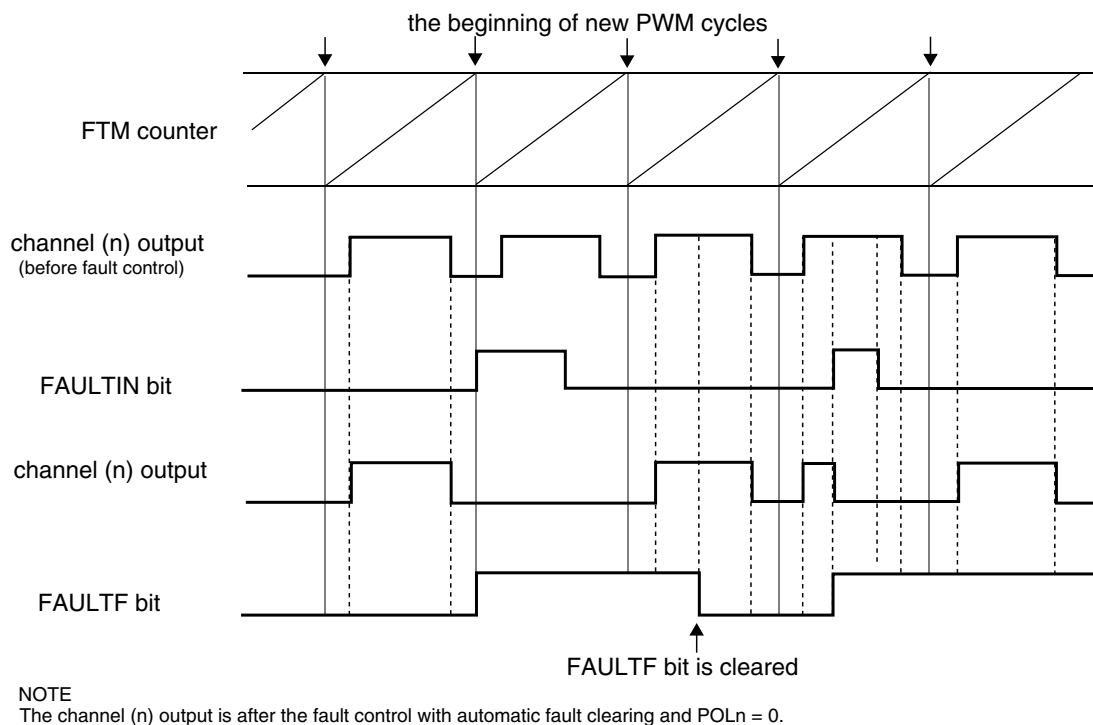 the beginning of new PWM cycles
FTM counter
channel (n) output
(before fault control)
FAULTIN bit
channel (n) output
FAULTF bit
FAULTF bit is cleared
NOTE
The channel (n) output is after the fault control with automatic fault clearing and POLn = 0.